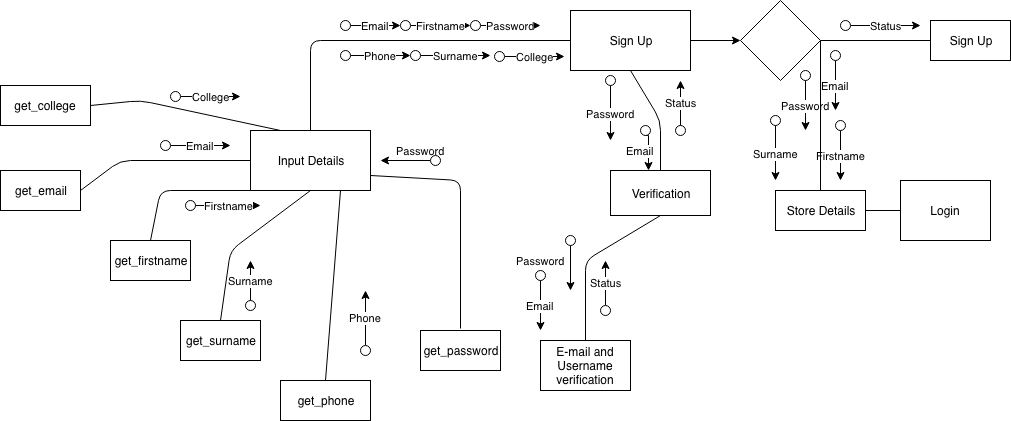 Email Firstname Password
Status
Sign Up
Sign Up
Phone Surname College
Email
get_college
College
Password
Status
Password
Email
Input Details
Password
Email
Surname
Firstname
get_email
Verification
Store Details
Login
Firstname
get_firstname
Password
Surname
Status
Email
Phone
get_surname
get_password
E-mail and
Username
verification
get_phone